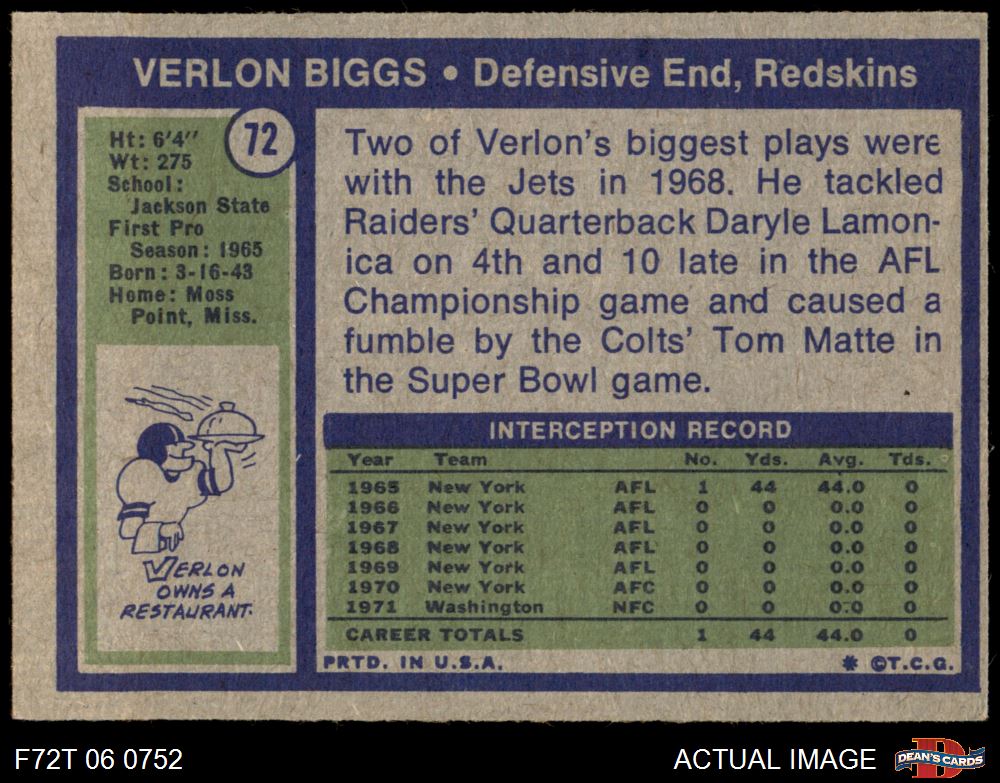 VERLON BIGGS • Defensive End, Redskins
72
Ht: 6'4''
Wt: 275
School:
Jackson State
First Pro
Season: 1965
Born: 3-16-43
Home: Moss
Point, Miss.
VERLON
OWNS A
RESTAURANT.
Two of Verlon's biggest plays were
with the Jets in 1968. He tackled
Raiders' Quarterback Daryle Lamon-
ica on 4th and 10 late in the AFL
Championship game and caused a
fumble by the Colts' Tom Matte in
the Super Bowl game.
INTERCEPTION RECORD
Year Team No. Yds. Avg. Tds.
1965 New York AFL 1 44 44.0 0
1966 New York AFL 0 0 0.0 0
1967 New York AFL 0 0 0.0 0
1968 New York AFL 0 0 0.0 0
1969 New York AFL 0 0 0.0 0
1970 New York AFC 0 0 0.0 0
1971 Washington NFC 0 0 0.0 0
CAREER TOTALS 1 44 44.0 0
PRTD. IN U.S.A. * ©T.C.G.
F72T 06 0752 ACTUAL IMAGE
D
DEAN'S CARDS